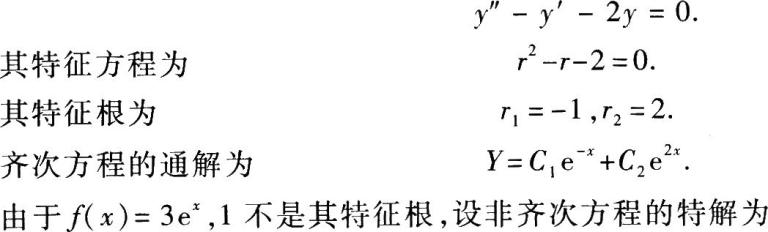 y″ - y′ - 2y = 0.
其特征方程为 r²-r-2=0.
其特征根为 r₁=-1,r₂=2.
齐次方程的通解为 Y=C₁e⁻ˣ+C₂e²ˣ.
由于f(x)=3eˣ,1 不是其特征根,设非齐次方程的特解为